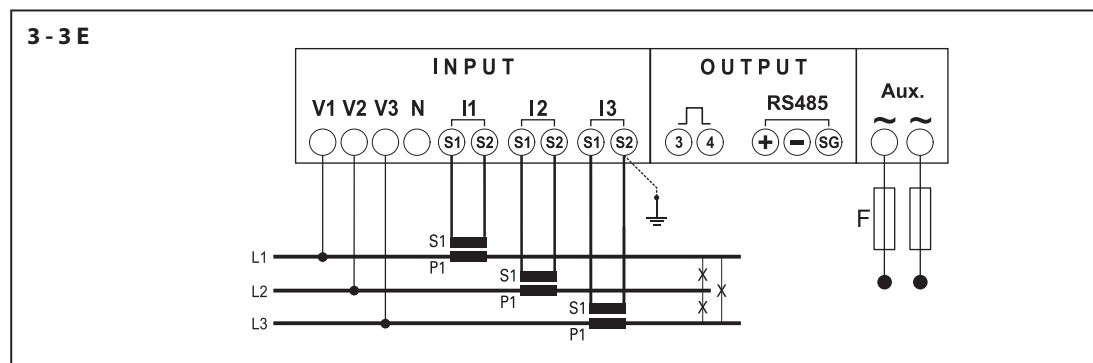 3 - 3 E
INPUT
OUTPUT
Aux.
V1 V2 V3 N I1 I2 I3
RS485
~ ~
S1 S2 S1 S2 S1 S2
3 4
+ − SG
F
S1
L1
P1
S1
L2
P1
S1
L3
P1
X
X
X